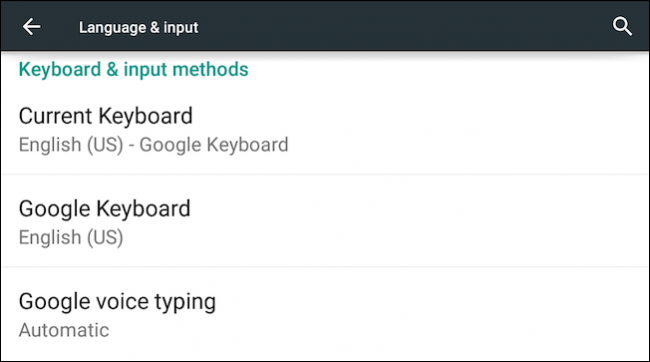 Language & input
Keyboard & input methods
Current Keyboard
English (US) - Google Keyboard
Google Keyboard
English (US)
Google voice typing
Automatic